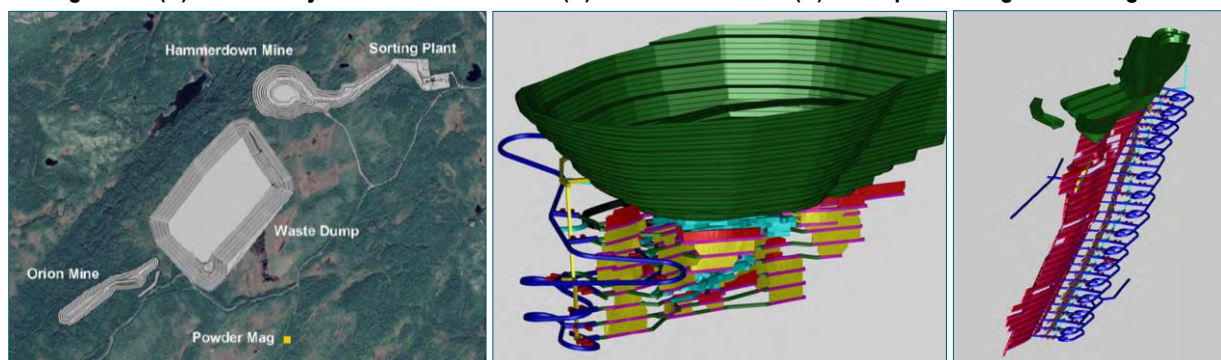 Hammerdown Mine
Sorting Plant
Waste Dump
Orion Mine
Powder Mag